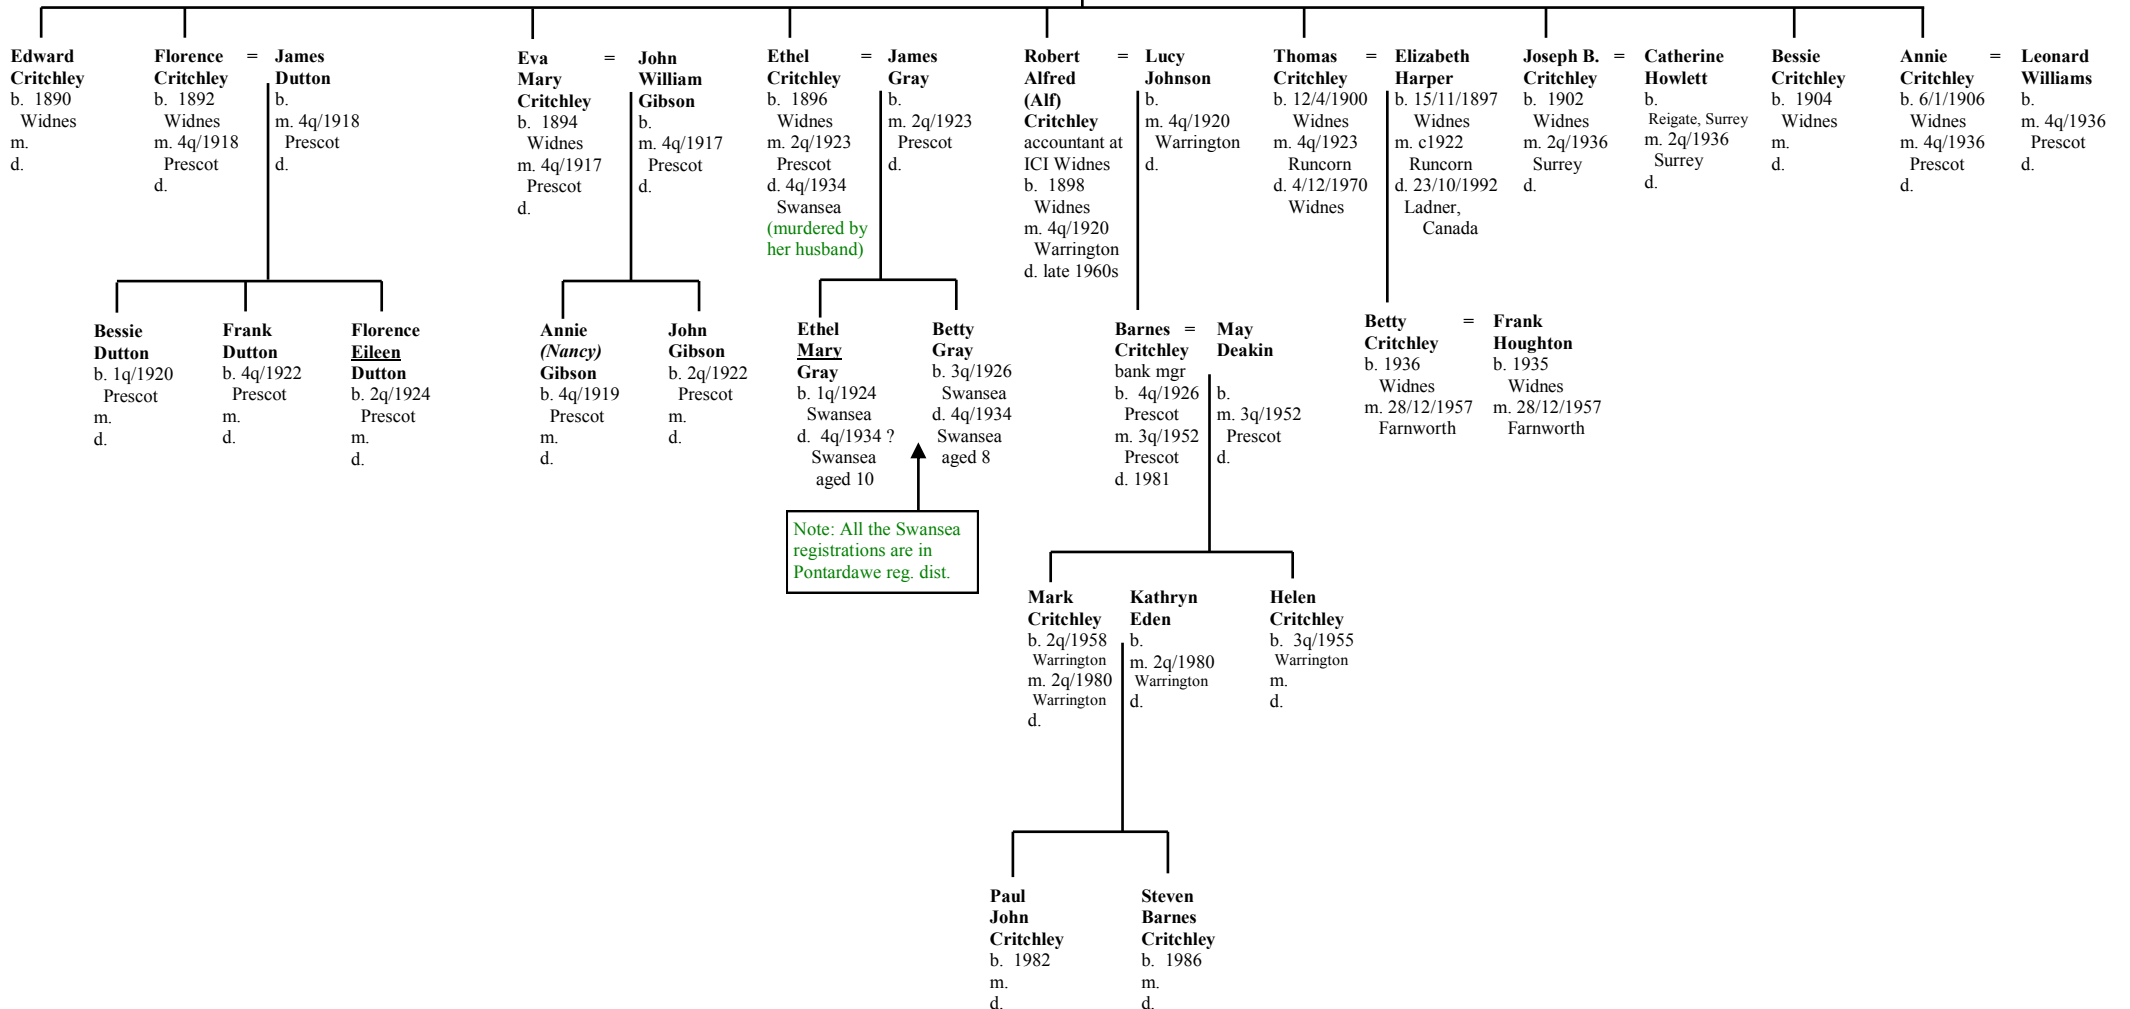 Edward
Critchley
b. 1890
Widnes
m.
d.
Florence =
Critchley
b. 1892
Widnes
m. 4q/1918
Prescot
d.
James
Dutton
b.
m. 4q/1918
Prescot
d.
Eva =
Mary
Critchley
b. 1894
Widnes
m. 4q/1917
Prescot
d.
John
William
Gibson
b.
m. 4q/1917
Prescot
d.
Ethel =
Critchley
b. 1896
Widnes
m. 2q/1923
Prescot
d. 4q/1934
Swansea
(murdered by
her husband)
James
Gray
b.
m. 2q/1923
Prescot
d.
Robert =
Alfred
(Alf)
Critchley
accountant at
ICI Widnes
b. 1898
Widnes
m. 4q/1920
Warrington
d. late 1960s
Lucy
Johnson
b.
m. 4q/1920
Warrington
d.
Thomas =
Critchley
b. 12/4/1900
Widnes
m. 4q/1923
Runcorn
d. 4/12/1970
Widnes
Elizabeth
Harper
b. 15/11/1897
Widnes
m. c1922
Runcorn
d. 23/10/1992
Ladner,
Canada
Joseph B. =
Critchley
b. 1902
Widnes
m. 2q/1936
Surrey
d.
Catherine
Howlett
b.
Reigate, Surrey
m. 2q/1936
Surrey
d.
Bessie
Critchley
b. 1904
Widnes
m.
d.
Annie =
Critchley
b. 6/1/1906
Widnes
m. 4q/1936
Prescot
d.
Leonard
Williams
b.
m. 4q/1936
Prescot
d.
Bessie
Dutton
b. 1q/1920
Prescot
m.
d.
Frank
Dutton
b. 4q/1922
Prescot
m.
d.
Florence
Eileen
Dutton
b. 2q/1924
Prescot
m.
d.
Annie
(Nancy)
Gibson
b. 4q/1919
Prescot
m.
d.
John
Gibson
b. 2q/1922
Prescot
m.
d.
Ethel
Mary
Gray
b. 1q/1924
Swansea
d. 4q/1934 ?
Swansea
aged 10
Betty
Gray
b. 3q/1926
Swansea
d. 4q/1934
Swansea
aged 8
Note: All the Swansea
registrations are in
Pontardawe reg. dist.
Barnes =
Critchley
bank mgr
b. 4q/1926
Prescot
m. 3q/1952
Prescot
d. 1981
May
Deakin
b.
m. 3q/1952
Prescot
d.
Betty =
Critchley
b. 1936
Widnes
m. 28/12/1957
Farnworth
Frank
Houghton
b. 1935
Widnes
m. 28/12/1957
Farnworth
Mark
Critchley
b. 2q/1958
Warrington
m. 2q/1980
Warrington
d.
Kathryn
Eden
b.
m. 2q/1980
Warrington
d.
Helen
Critchley
b. 3q/1955
Warrington
m.
d.
Paul
John
Critchley
b. 1982
m.
d.
Steven
Barnes
Critchley
b. 1986
m.
d.